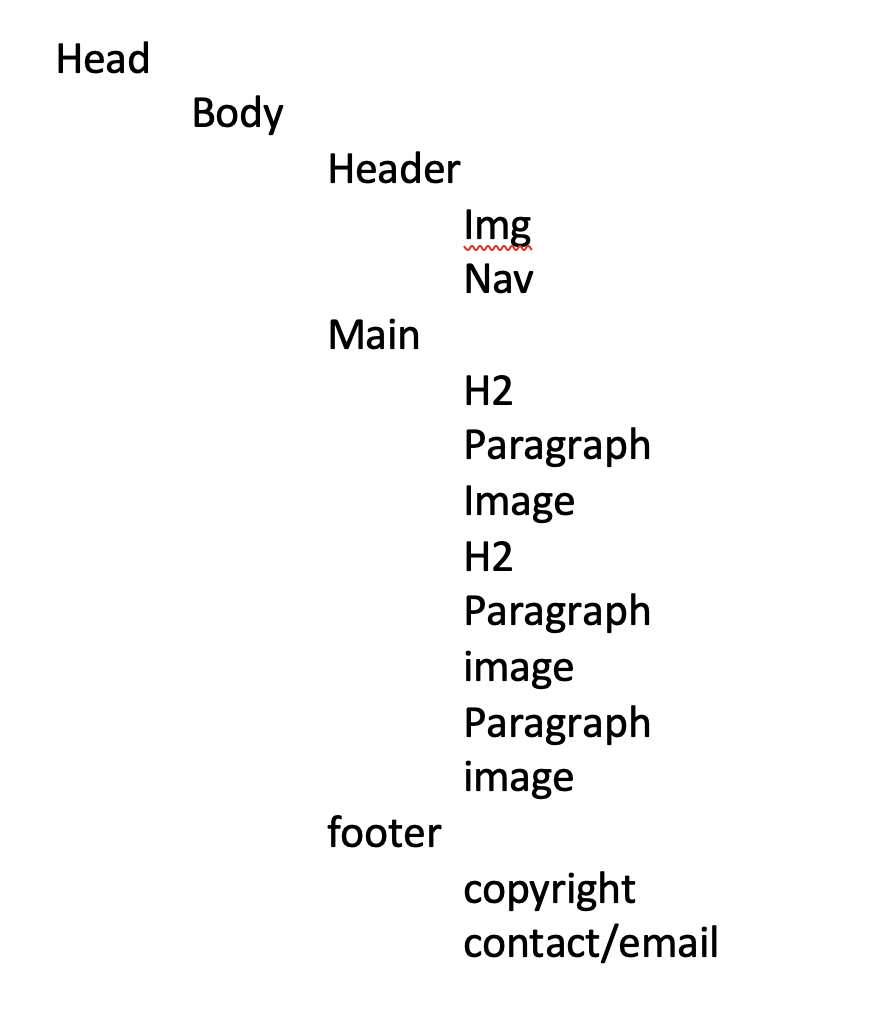 Head
Body
Header
Img
Nav
Main
H2
Paragraph
Image
H2
Paragraph
image
Paragraph
image
footer
copyright
contact/email